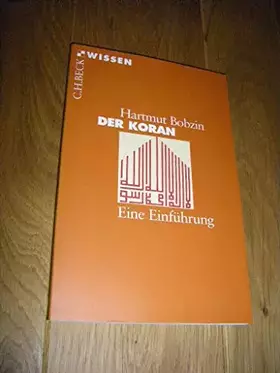 C.H.BECK
WISSEN
Hartmut Bobzin
DER KORAN
Eine Einführung